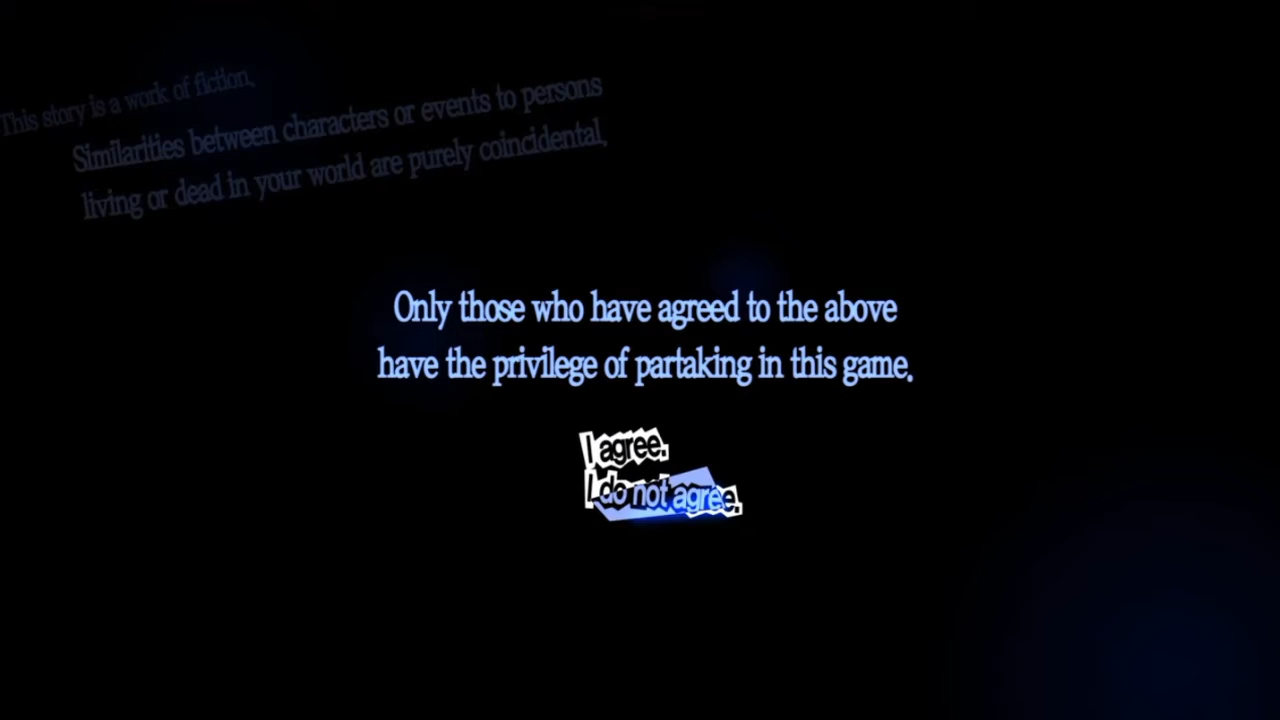 This story is a work of fiction.
Similarities between characters or events to persons
living or dead in your world are purely coincidental.
Only those who have agreed to the above
have the privilege of partaking in this game.
I agree.
I do not agree.